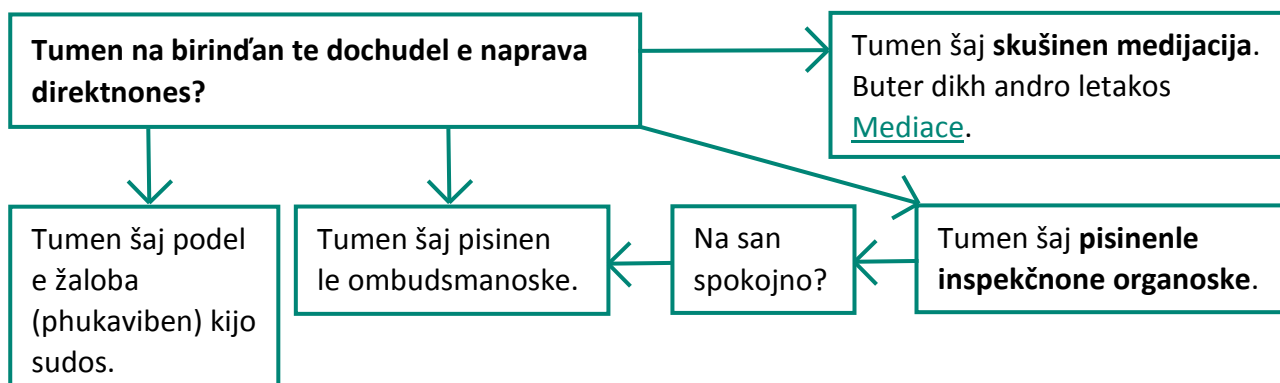 Tumen na birinďan te dochudel e naprava
direktnones?
Tumen šaj skušinen medijacija.
Buter dikh andro letakos
Mediace.
Tumen šaj podel
e žaloba
(phukaviben) kijo
sudos.
Tumen šaj pisinen
le ombudsmanoske.
Na san
spokojno?
Tumen šaj pisinenle
inspekčnone organoske.